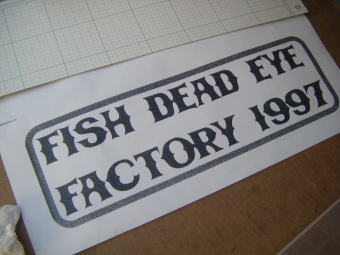 FISH DEAD EYE
FACTORY 1997